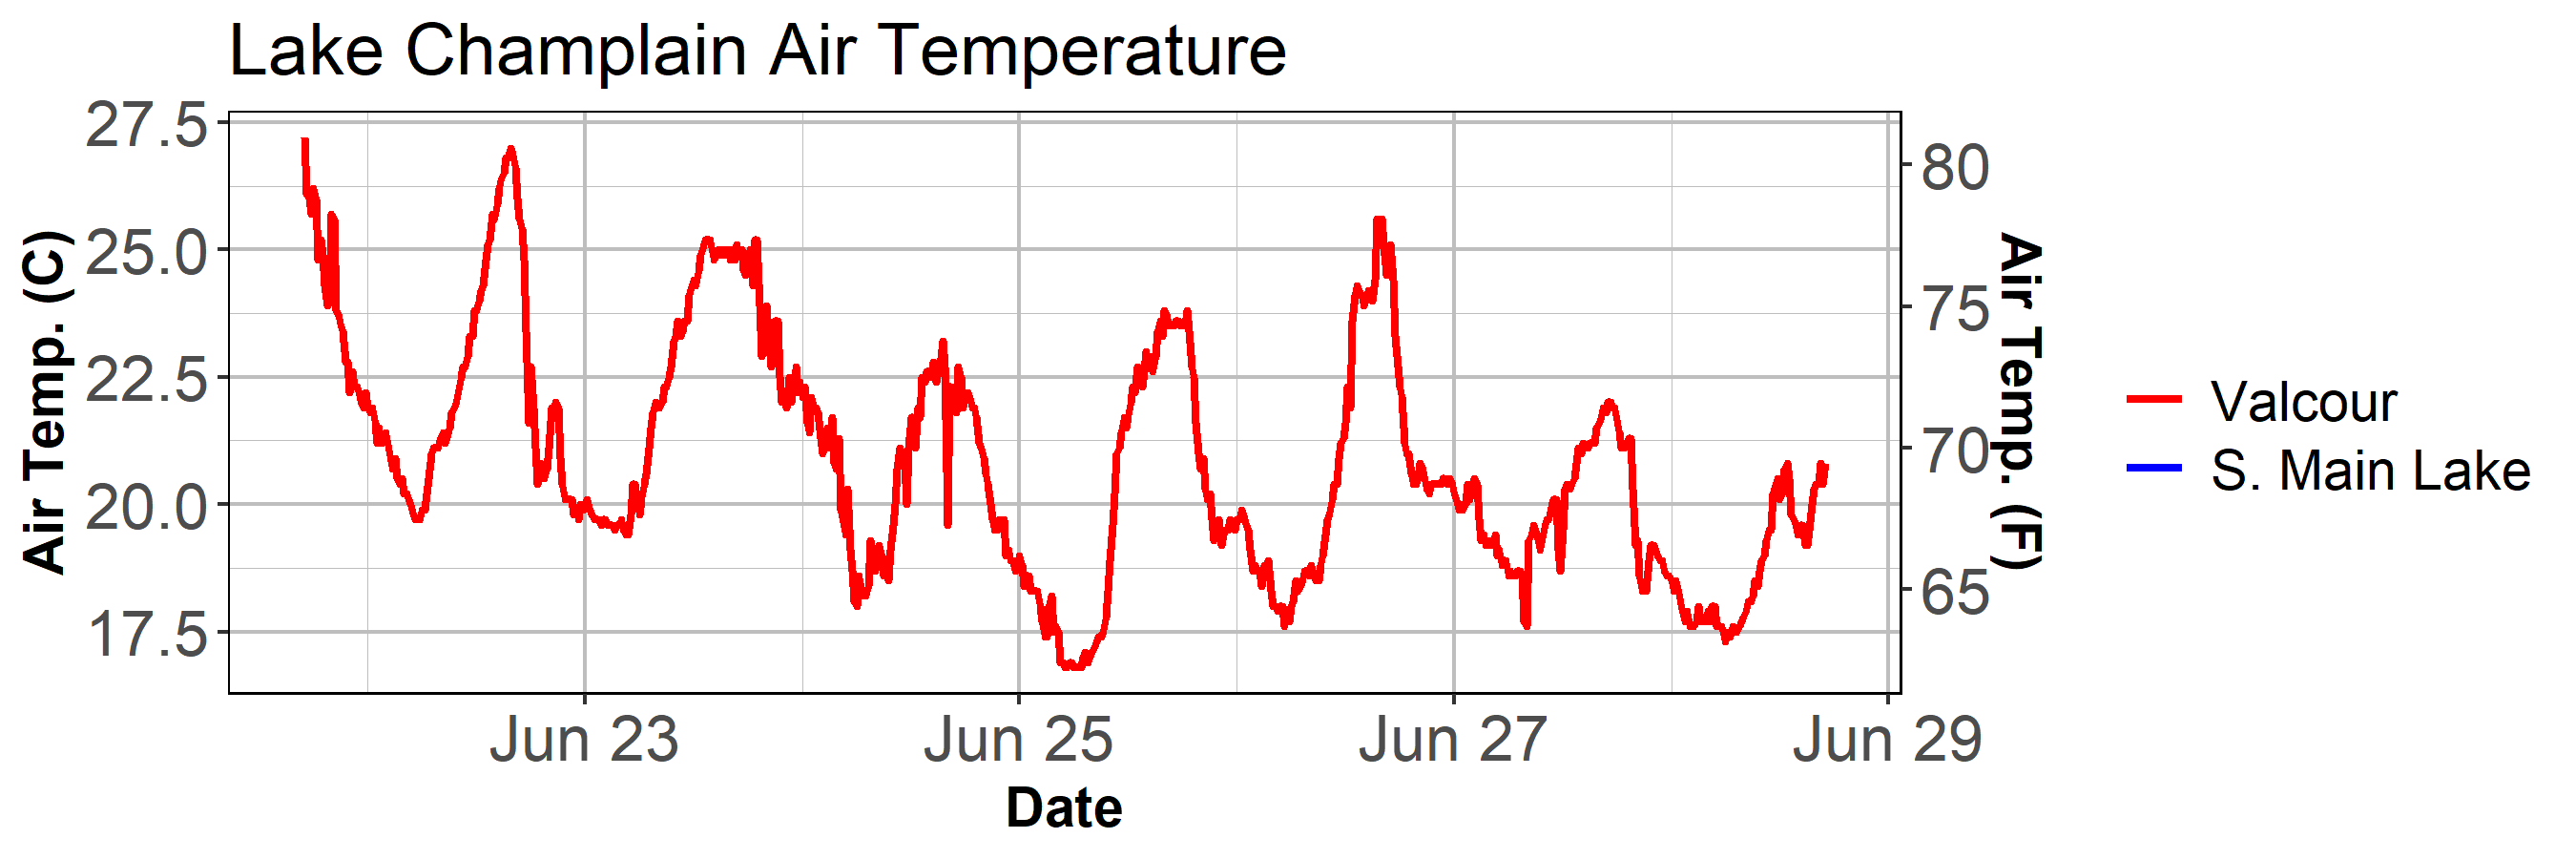 Lake Champlain Air Temperature
27.5
25.0
22.5
20.0
17.5
Air Temp. (C)
80
75
70
65
Air Temp. (F)
Jun 23
Jun 25
Jun 27
Jun 29
Date
Valcour
S. Main Lake